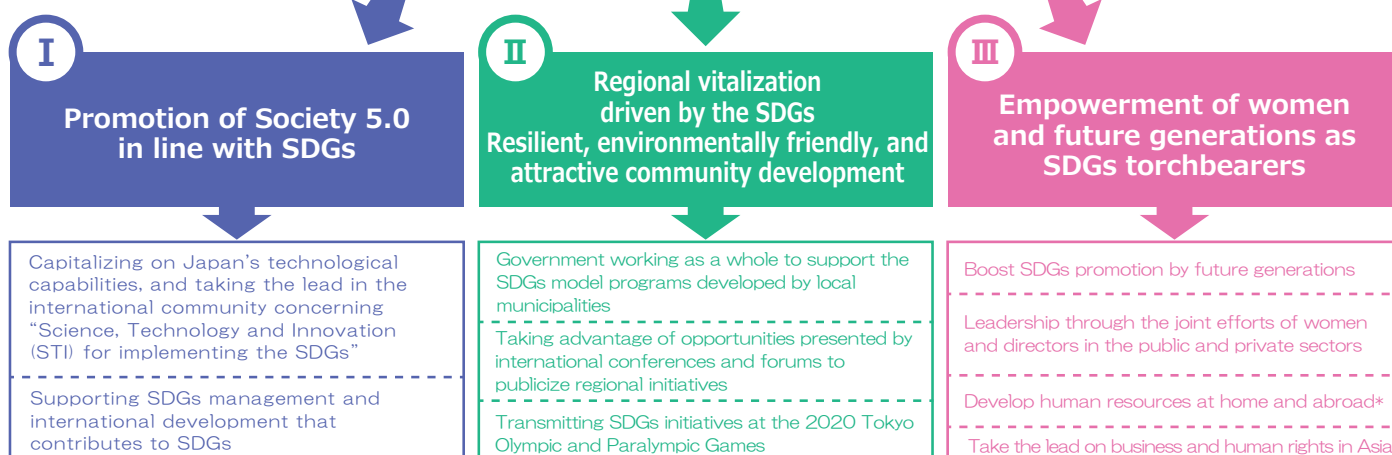 Ⅰ
Promotion of Society 5.0
in line with SDGs
Capitalizing on Japan's technological
capabilities, and taking the lead in the
international community concerning
“Science, Technology and Innovation
(STI) for implementing the SDGs”
Supporting SDGs management and
international development that
contributes to SDGs
Ⅱ
Regional vitalization
driven by the SDGs
Resilient, environmentally friendly, and
attractive community development
Government working as a whole to support the
SDGs model programs developed by local
municipalities
Taking advantage of opportunities presented by
international conferences and forums to
publicize regional initiatives
Transmitting SDGs initiatives at the 2020 Tokyo
Olympic and Paralympic Games
Ⅲ
Empowerment of women
and future generations as
SDGs torchbearers
Boost SDGs promotion by future generations
Leadership through the joint efforts of women
and directors in the public and private sectors
Develop human resources at home and abroad*
Take the lead on business and human rights in Asia